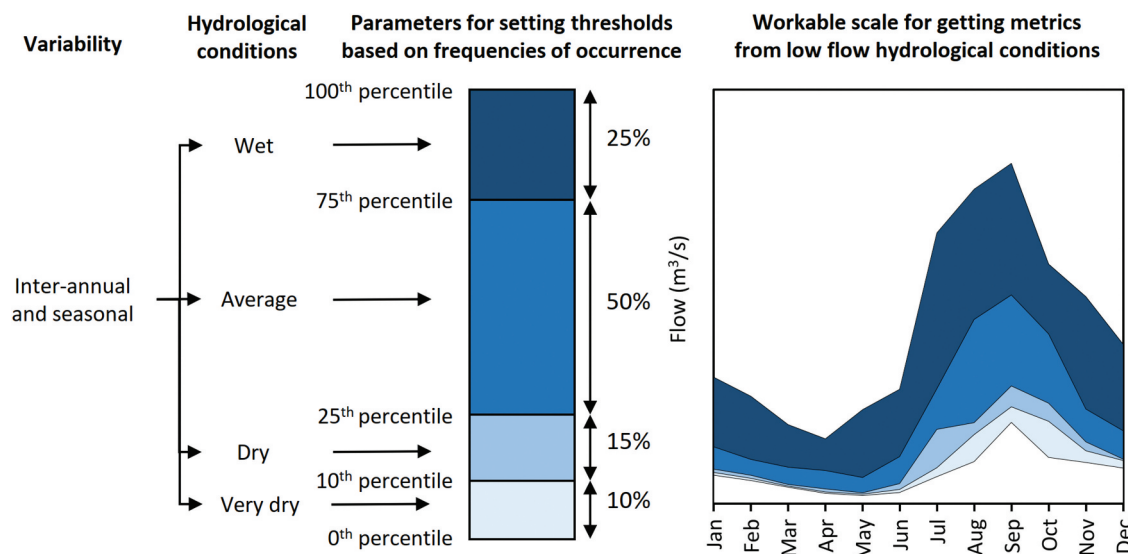 Variability
Hydrological
conditions
Parameters for setting thresholds
based on frequencies of occurrence
Workable scale for getting metrics
from low flow hydrological conditions
Inter-annual
and seasonal
Wet
Average
Dry
Very dry
100th percentile
75th percentile
25th percentile
10th percentile
0th percentile
25%
50%
15%
10%
Flow (m³/s)
Jan
Feb
Mar
Apr
May
Jun
Jul
Aug
Sep
Oct
Nov
Dec